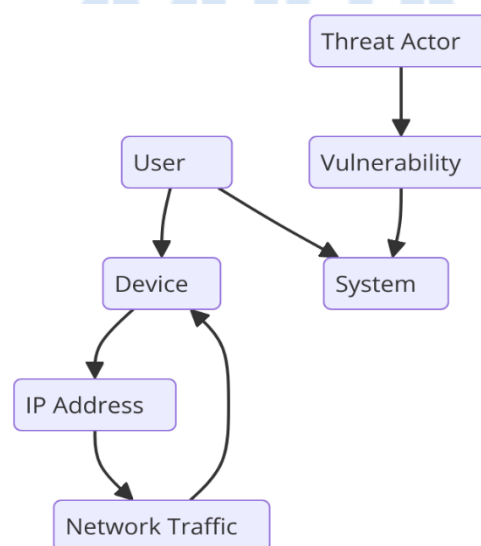 Threat Actor
User
Vulnerability
Device
System
IP Address
Network Traffic